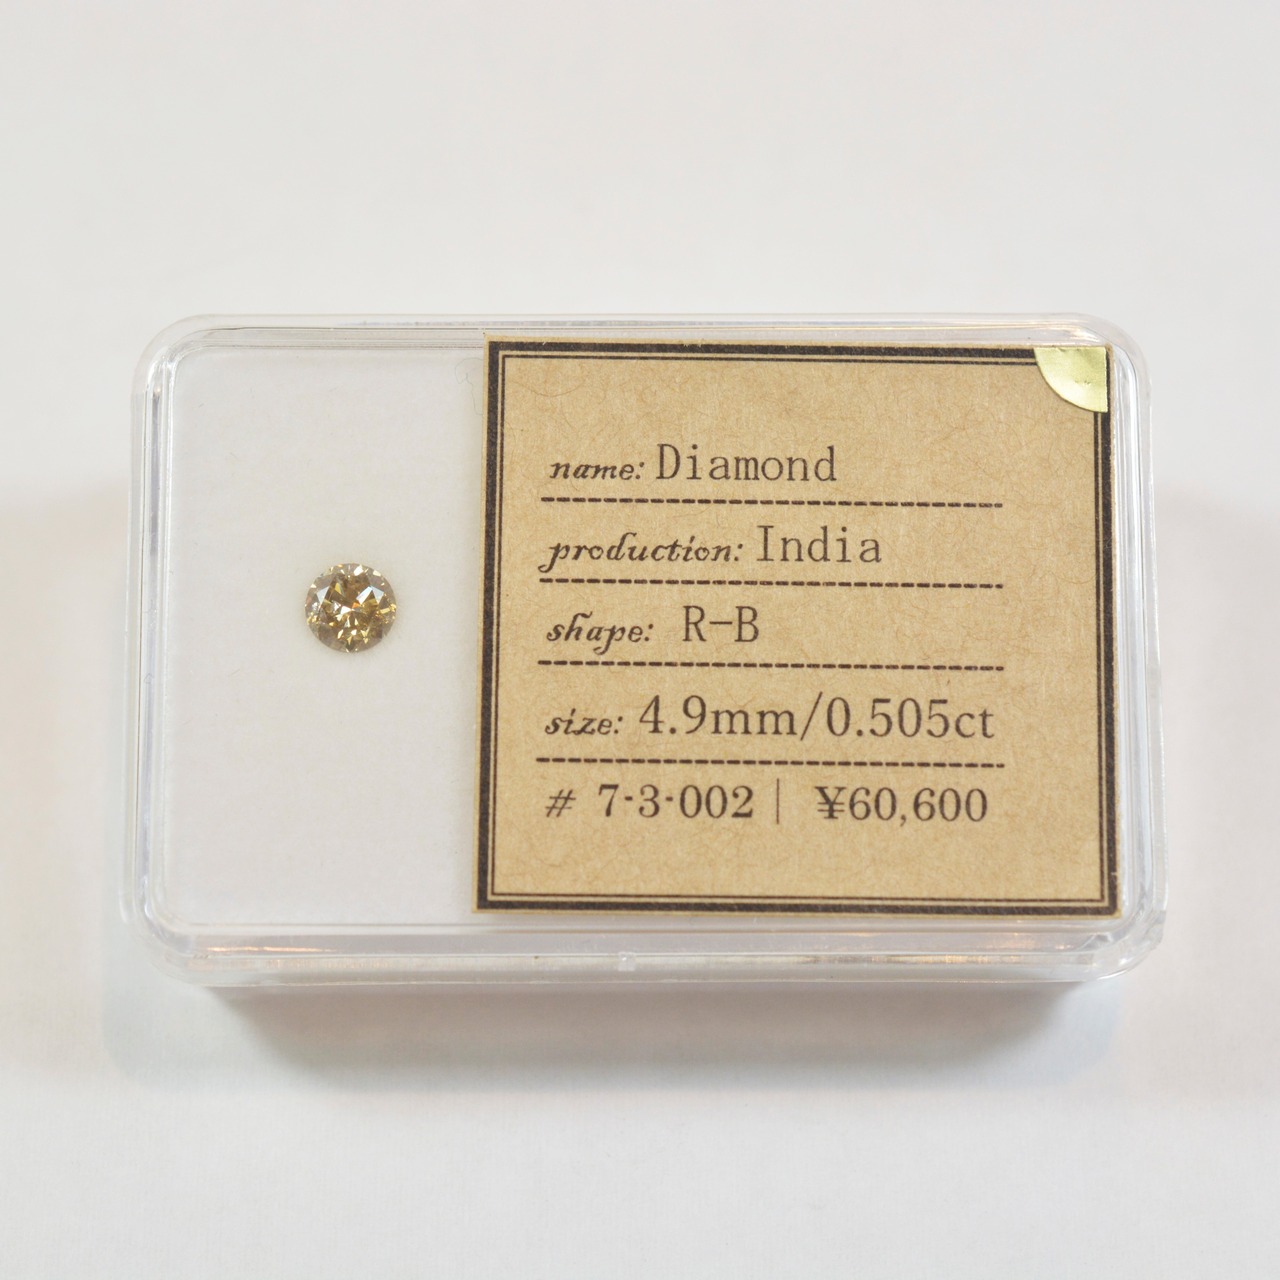 name: Diamond
production: India
shape: R-B
size: 4.9mm/0.505ct
# 7-3-002 | ¥60,600